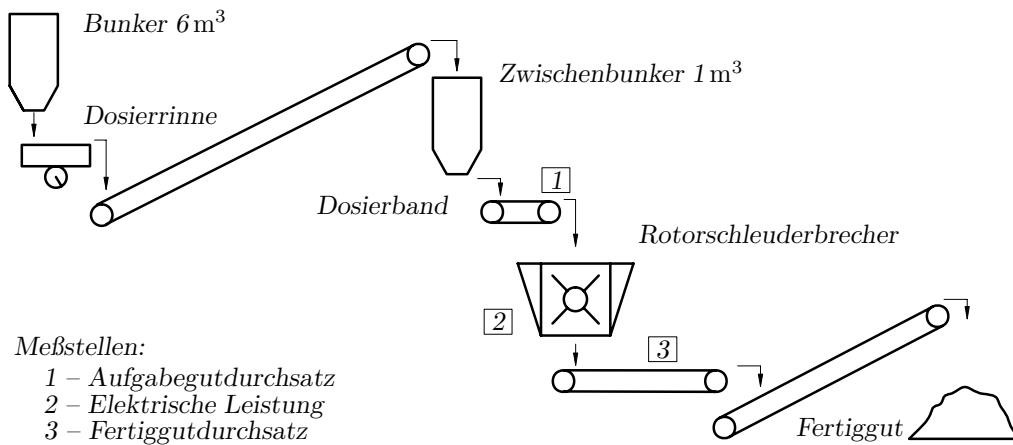 Bunker 6 m³
Zwischenbunker 1 m³
Dosierrinne
1
Dosierband
Rotorschleuderbrecher
2
3
Meßstellen:
1 – Aufgabegutdurchsatz
2 – Elektrische Leistung
3 – Fertiggutdurchsatz
Fertiggut